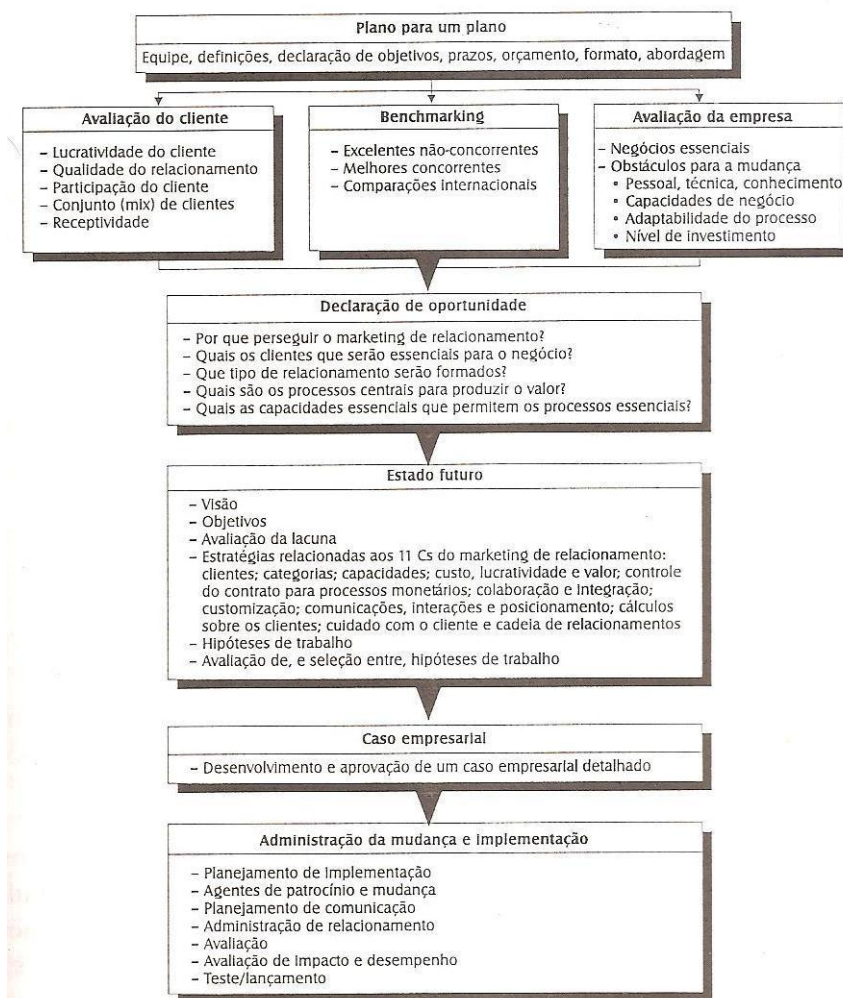 Plano para um plano
Equipe, definições, declaração de objetivos, prazos, orçamento, formato, abordagem
Avaliação do cliente
– Lucratividade do cliente
– Qualidade do relacionamento
– Participação do cliente
– Conjunto (mix) de clientes
– Receptividade
Benchmarking
– Excelentes não-concorrentes
– Melhores concorrentes
– Comparações internacionais
Avaliação da empresa
– Negócios essenciais
– Obstáculos para a mudança
• Pessoal, técnica, conhecimento
• Capacidades de negócio
• Adaptabilidade do processo
• Nível de investimento
Declaração de oportunidade
– Por que perseguir o marketing de relacionamento?
– Quais os clientes que serão essenciais para o negócio?
– Que tipo de relacionamento serão formados?
– Quais são os processos centrais para produzir o valor?
– Quais as capacidades essenciais que permitem os processos essenciais?
Estado futuro
– Visão
– Objetivos
– Avaliação da lacuna
– Estratégias relacionadas aos 11 Cs do marketing de relacionamento:
clientes; categorias; capacidades; custo, lucratividade e valor; controle
do contrato para processos monetários; colaboração e integração;
customização; comunicações, interações e posicionamento; cálculos
sobre os clientes; cuidado com o cliente e cadeia de relacionamentos
– Hipóteses de trabalho
– Avaliação de, e seleção entre, hipóteses de trabalho
Caso empresarial
– Desenvolvimento e aprovação de um caso empresarial detalhado
Administração da mudança e implementação
– Planejamento de implementação
– Agentes de patrocínio e mudança
– Planejamento de comunicação
– Administração de relacionamento
– Avaliação
– Avaliação de impacto e desempenho
– Teste/lançamento